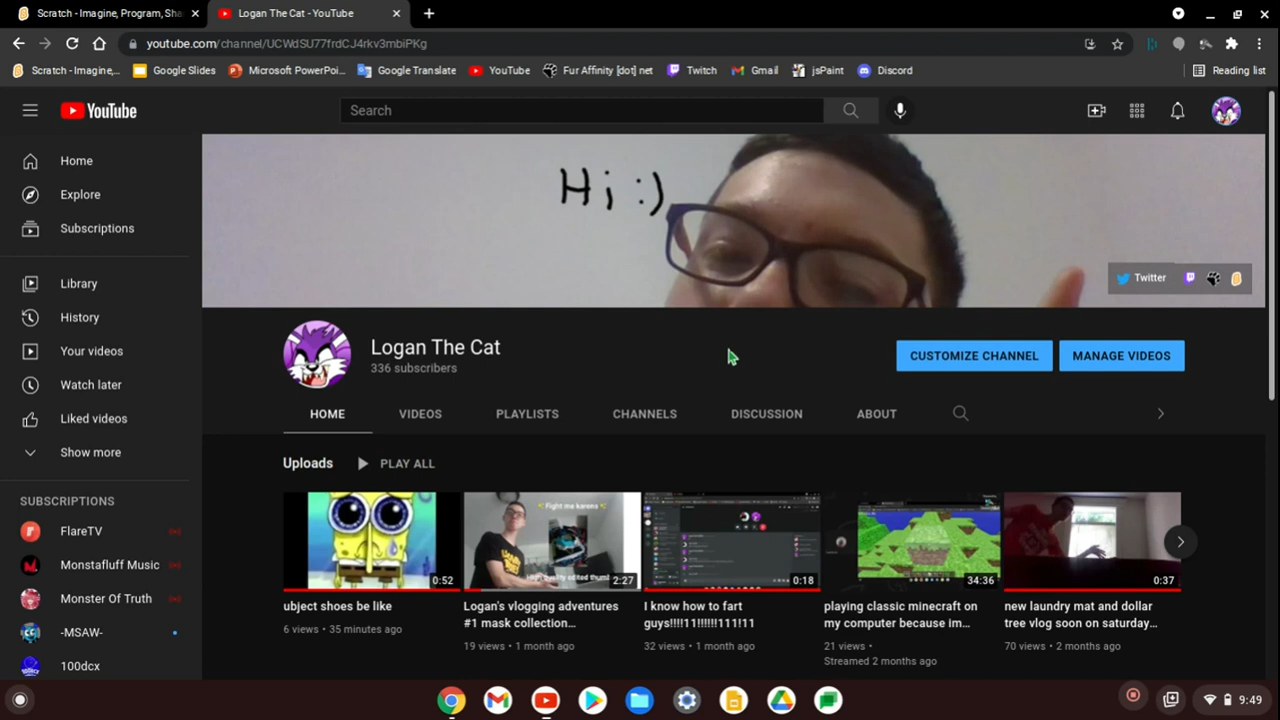 Scratch - Imagine, Program, Sha
Logan The Cat - YouTube
youtube.com/channel/UCWdSU77frdCJ4rkv3mbiPKg
Scratch - Imagine,...
Google Slides
Microsoft PowerPoi...
Google Translate
YouTube
Fur Affinity [dot] net
Twitch
Gmail
jsPaint
Discord
Reading list
YouTube
Search
Home
Explore
Subscriptions
Library
History
Your videos
Watch later
Liked videos
Show more
SUBSCRIPTIONS
FlareTV
Monstafluff Music
Monster Of Truth
-MSAW-
100dcx
Hi :)
Twitter
Logan The Cat
336 subscribers
CUSTOMIZE CHANNEL
MANAGE VIDEOS
HOME
VIDEOS
PLAYLISTS
CHANNELS
DISCUSSION
ABOUT
Uploads
PLAY ALL
0:52
ubject shoes be like
6 views • 35 minutes ago
Fight me karens
High quality edited thum
2:27
Logan's vlogging adventures
#1 mask collection...
19 views • 1 month ago
0:18
I know how to fart
guys!!!!11!!!!!!111!11
32 views • 1 month ago
34:36
playing classic minecraft on
my computer because im...
21 views •
Streamed 2 months ago
0:37
new laundry mat and dollar
tree vlog soon on saturday...
70 views • 2 months ago
9:49